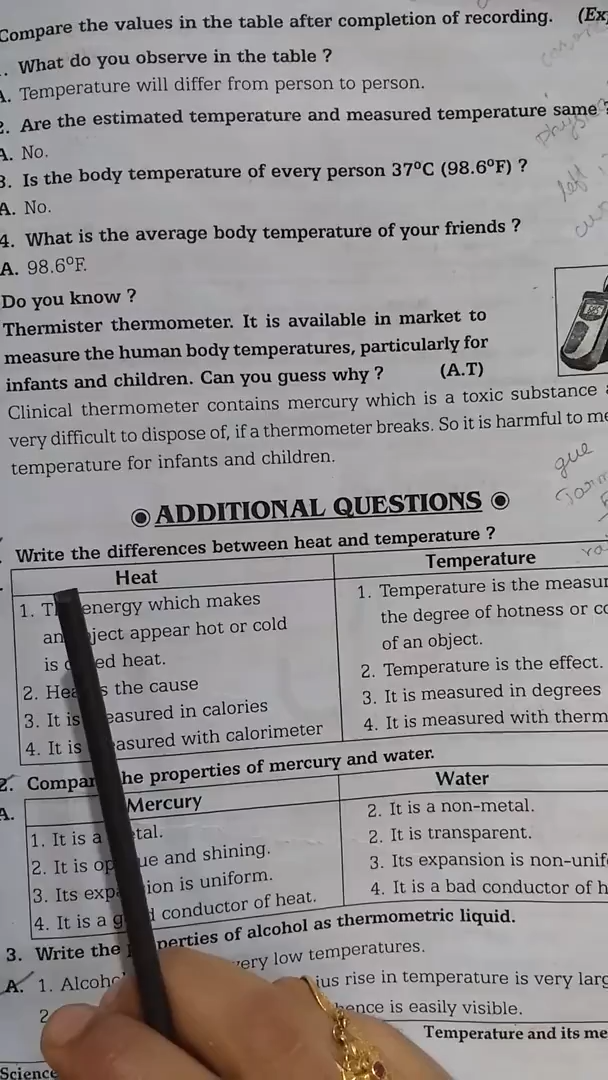 Compare the values in the table after completion of recording. (Ex
. What do you observe in the table ?
A. Temperature will differ from person to person.
2. Are the estimated temperature and measured temperature same ?
A. No.
3. Is the body temperature of every person 37ºC (98.6ºF) ?
A. No.
4. What is the average body temperature of your friends ?
A. 98.6ºF.
Do you know ?
Thermister thermometer. It is available in market to
measure the human body temperatures, particularly for
infants and children. Can you guess why ? (A.T)
Clinical thermometer contains mercury which is a toxic substance
very difficult to dispose of, if a thermometer breaks. So it is harmful to me
temperature for infants and children.
ADDITIONAL QUESTIONS
Write the differences between heat and temperature ?
Heat
1. T energy which makes
an ject appear hot or cold
is ed heat.
2. Hea s the cause
3. It is easured in calories
4. It is asured with calorimeter
Temperature
1. Temperature is the measur
the degree of hotness or co
of an object.
2. Temperature is the effect.
3. It is measured in degrees
4. It is measured with therm
2. Compar he properties of mercury and water.
A.
Mercury
1. It is a tal.
2. It is op ue and shining.
3. Its exp ion is uniform.
4. It is a g d conductor of heat.
Water
2. It is a non-metal.
2. It is transparent.
3. Its expansion is non-unif
4. It is a bad conductor of h
3. Write the perties of alcohol as thermometric liquid.
A. 1. Alcoho very low temperatures.
2 ius rise in temperature is very larg
hence is easily visible.
Temperature and its me
Science